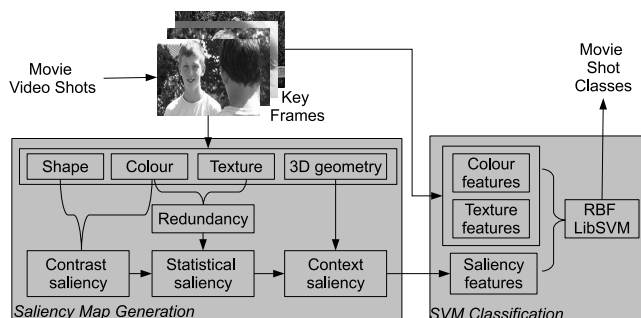 Movie
Video Shots
Key
Frames
Movie
Shot
Classes
Shape
Colour
Texture
3D geometry
Redundancy
Contrast
saliency
Statistical
saliency
Context
saliency
Saliency Map Generation
Colour
features
Texture
features
Saliency
features
RBF
LibSVM
SVM Classification